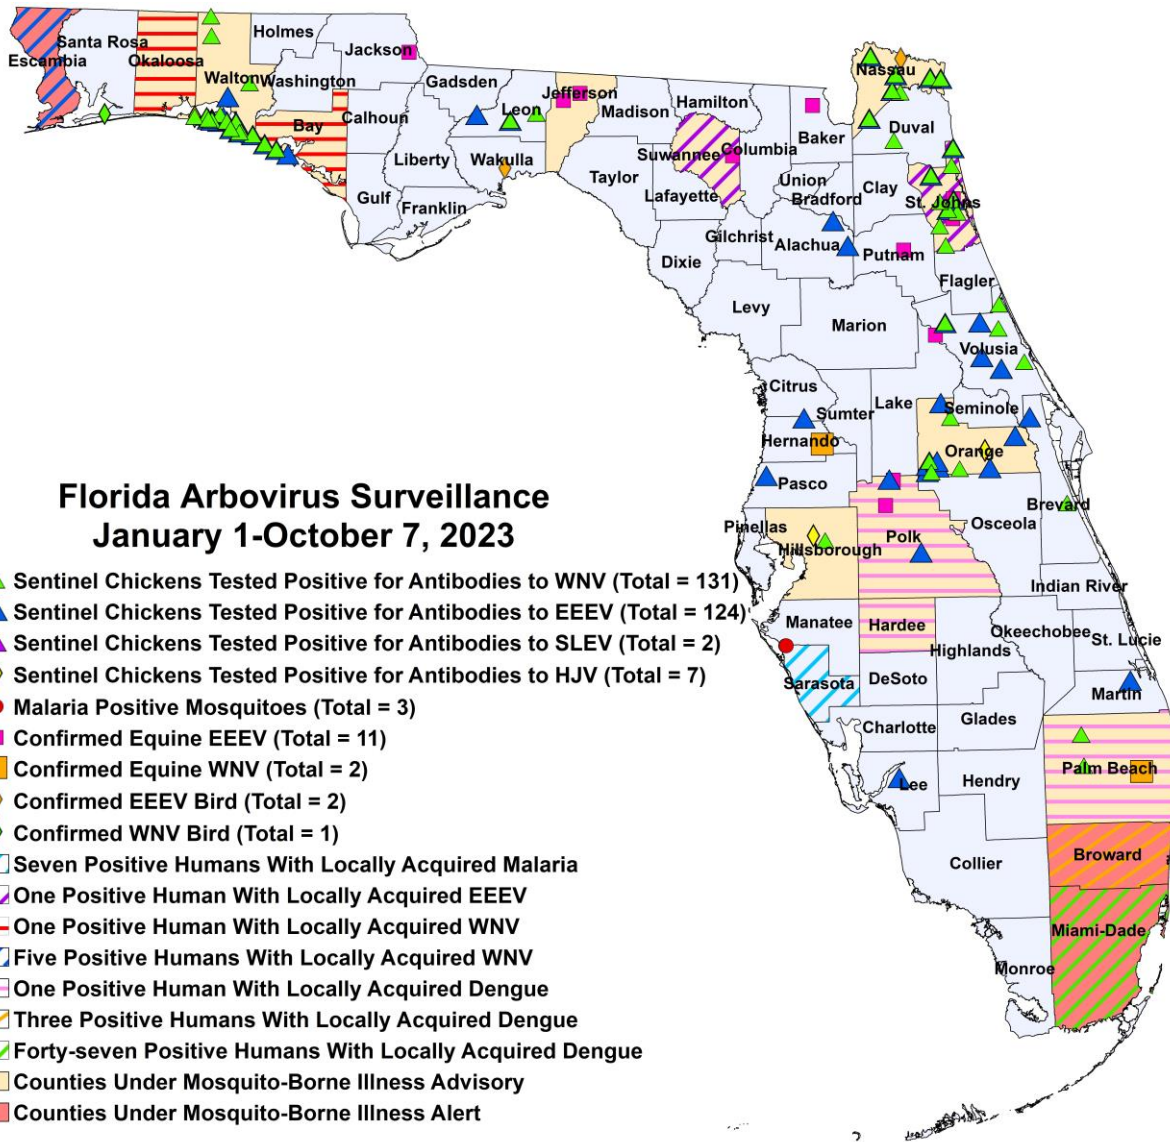 Holmes
Jackson
Santa Rosa
Escambia
Okaloosa
Walton
Washington
Gadsden
Jefferson
Leon
Madison
Hamilton
Nassau
Bay
Calhoun
Baker
Duval
Liberty
Wakulla
Suwannee
Columbia
Taylor
Lafayette
Union
Bradford
Clay
St. Johns
Gulf
Franklin
Gilchrist
Alachua
Putnam
Dixie
Flagler
Levy
Marion
Volusia
Citrus
Sumter
Lake
Seminole
Hernando
Orange
Pasco
Brevard
Osceola
Pinellas
Hillsborough
Polk
Indian River
Manatee
Hardee
Okeechobee
St. Lucie
Highlands
Sarasota
DeSoto
Martin
Charlotte
Glades
Palm Beach
Lee
Hendry
Collier
Broward
Miami-Dade
Monroe
Florida Arbovirus Surveillance
January 1-October 7, 2023
Sentinel Chickens Tested Positive for Antibodies to WNV (Total = 131)
Sentinel Chickens Tested Positive for Antibodies to EEEV (Total = 124)
Sentinel Chickens Tested Positive for Antibodies to SLEV (Total = 2)
Sentinel Chickens Tested Positive for Antibodies to HJV (Total = 7)
Malaria Positive Mosquitoes (Total = 3)
Confirmed Equine EEEV (Total = 11)
Confirmed Equine WNV (Total = 2)
Confirmed EEEV Bird (Total = 2)
Confirmed WNV Bird (Total = 1)
Seven Positive Humans With Locally Acquired Malaria
One Positive Human With Locally Acquired EEEV
One Positive Human With Locally Acquired WNV
Five Positive Humans With Locally Acquired WNV
One Positive Human With Locally Acquired Dengue
Three Positive Humans With Locally Acquired Dengue
Forty-seven Positive Humans With Locally Acquired Dengue
Counties Under Mosquito-Borne Illness Advisory
Counties Under Mosquito-Borne Illness Alert